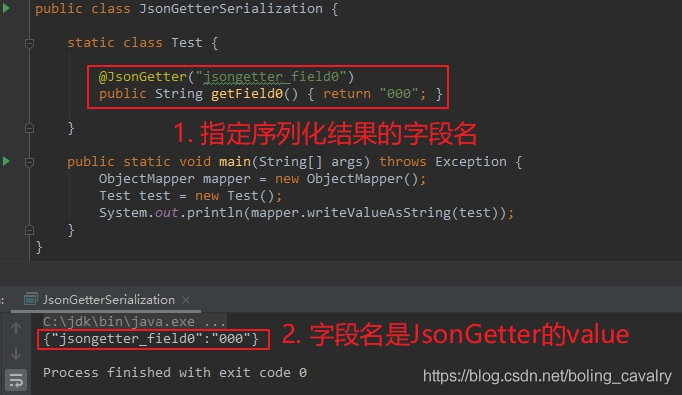 public class JsonGetterSerialization {
static class Test {
@JsonGetter("jsongetter_field0")
public String getField0() { return "000"; }
}
1. 指定序列化结果的字段名
public static void main(String[] args) throws Exception {
ObjectMapper mapper = new ObjectMapper();
Test test = new Test();
System.out.println(mapper.writeValueAsString(test));
}
}
: JsonGetterSerialization ×
C:\jdk\bin\java.exe ...
{"jsongetter_field0":"000"}
2. 字段名是JsonGetter的value
Process finished with exit code 0
https://blog.csdn.net/boling_cavalry